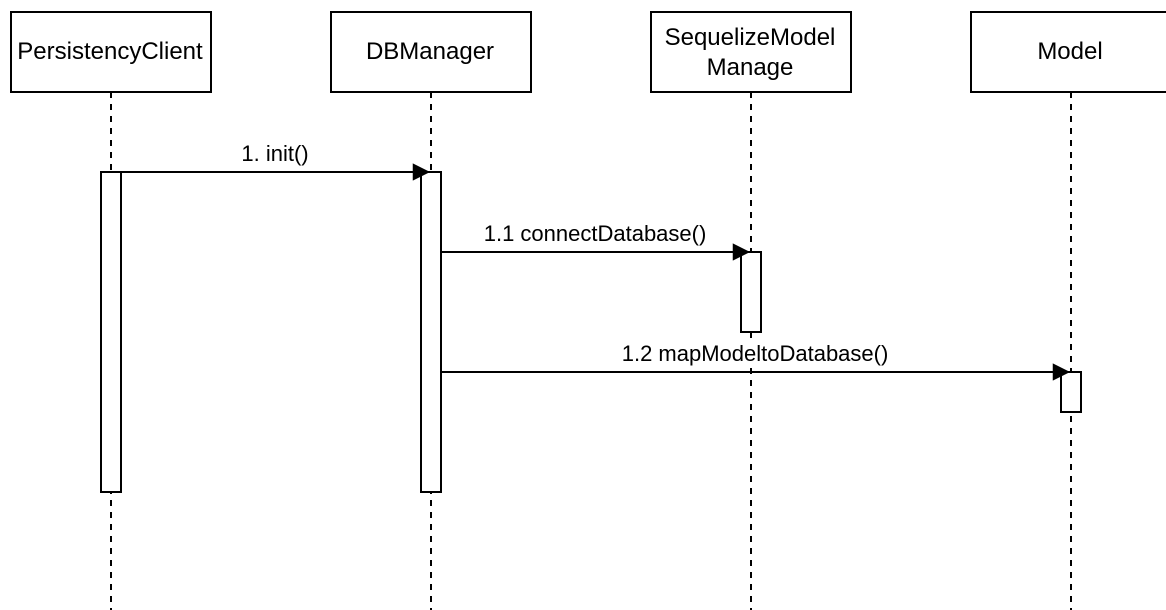 PersistencyClient
DBManager
SequelizeModel
Manage
Model
1. init()
1.1 connectDatabase()
1.2 mapModeltoDatabase()